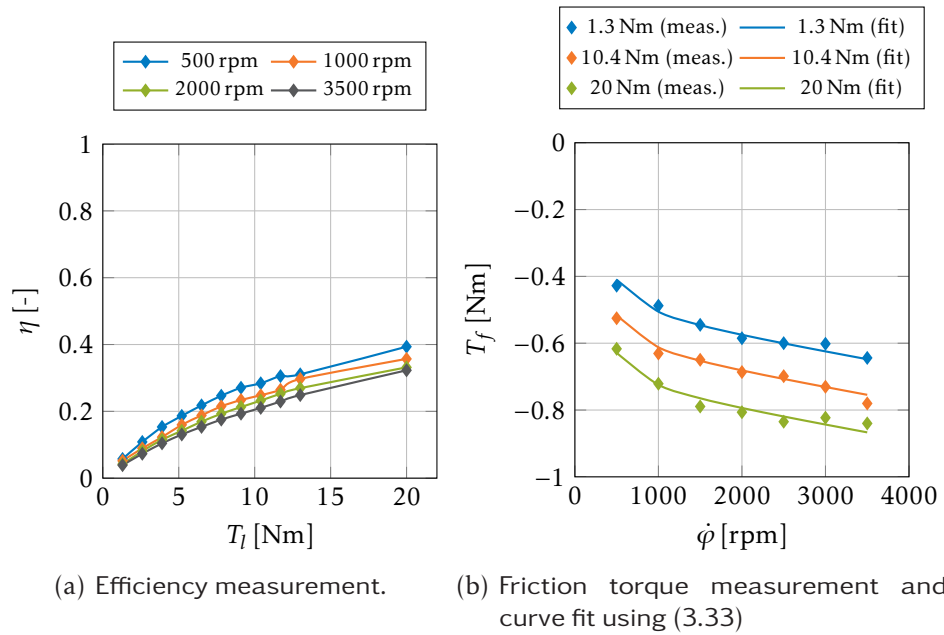 500 rpm 1000 rpm
2000 rpm 3500 rpm
1
0.8
0.6
0.4
0.2
0
0 5 10 15 20
η [-]
T_l [Nm]
(a) Efficiency measurement.
1.3 Nm (meas.) 1.3 Nm (fit)
10.4 Nm (meas.) 10.4 Nm (fit)
20 Nm (meas.) 20 Nm (fit)
0
−0.2
−0.4
−0.6
−0.8
−1
0 1000 2000 3000 4000
T_f [Nm]
φ̇ [rpm]
(b) Friction torque measurement and
curve fit using (3.33)